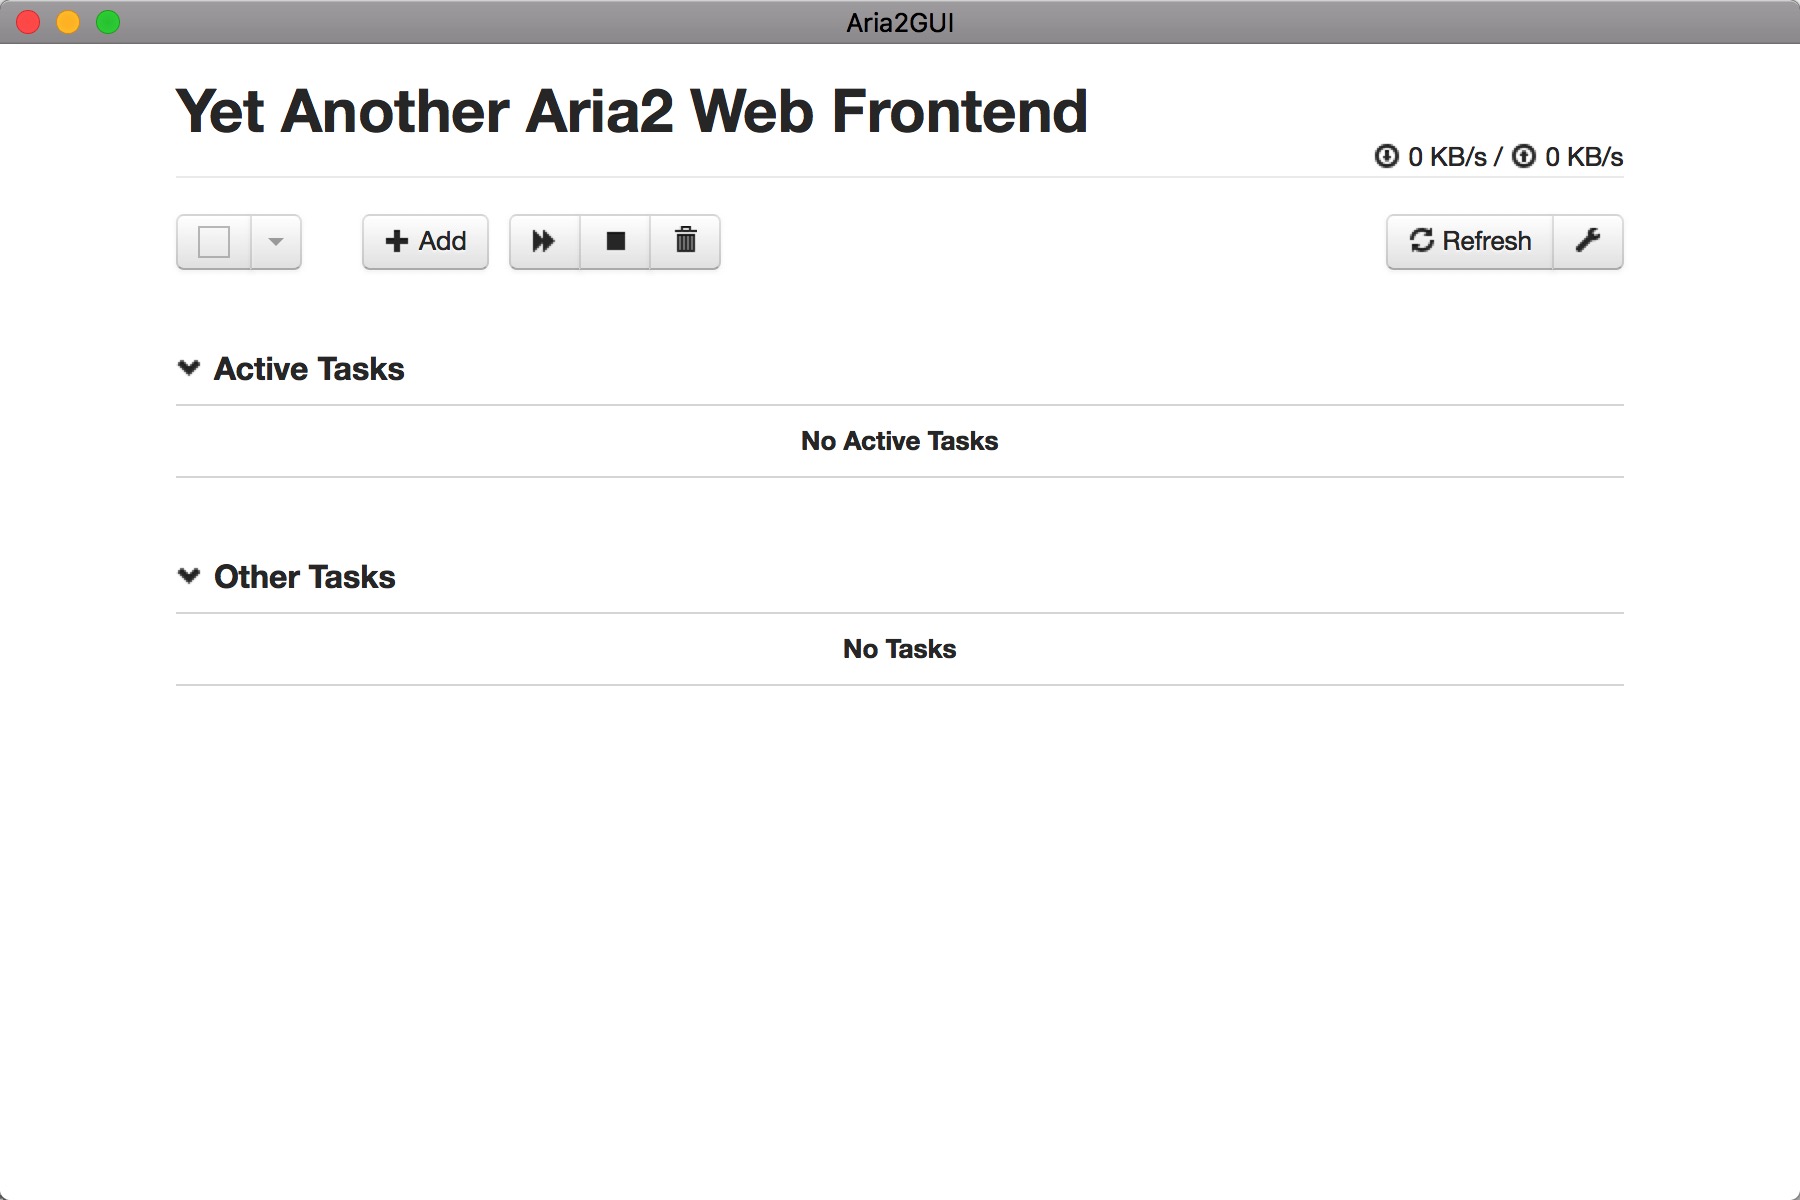 Aria2GUI
Yet Another Aria2 Web Frontend
0 KB/s / 0 KB/s
Add
Refresh
Active Tasks
No Active Tasks
Other Tasks
No Tasks